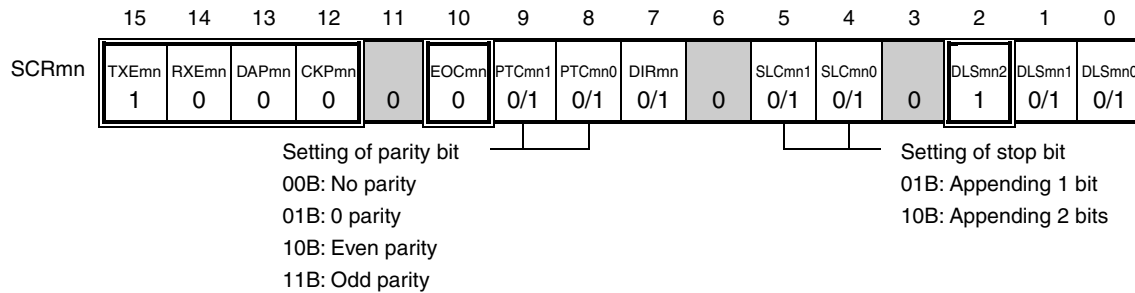 15 14 13 12 11 10 9 8 7 6 5 4 3 2 1 0
SCRmn TXEmn RXEmn DAPmn CKPmn EOCmn PTCmn1 PTCmn0 DIRmn SLCmn1 SLCmn0 DLSmn2 DLSmn1 DLSmn0
1 0 0 0 0 0 0/1 0/1 0/1 0 0/1 0/1 0 1 0/1 0/1
Setting of parity bit
00B: No parity
01B: 0 parity
10B: Even parity
11B: Odd parity
Setting of stop bit
01B: Appending 1 bit
10B: Appending 2 bits